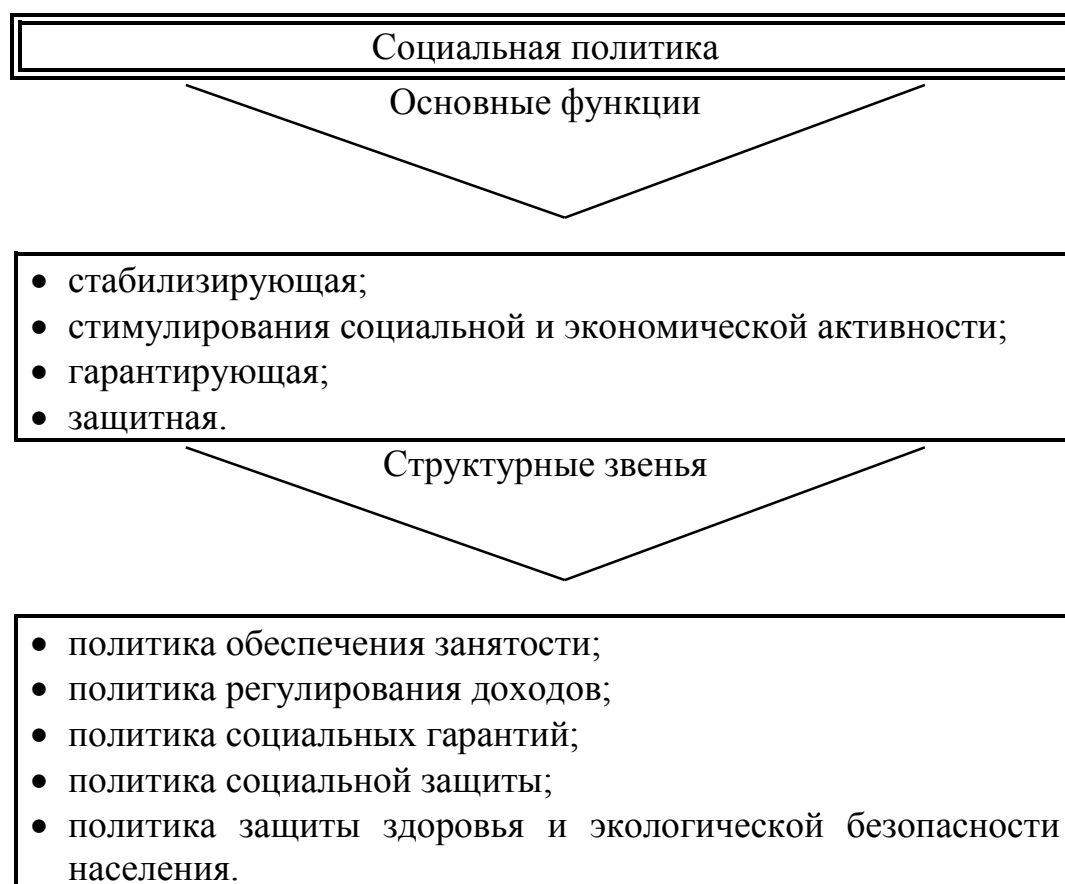 Социальная политика
Основные функции
• стабилизирующая;
• стимулирования социальной и экономической активности;
• гарантирующая;
• защитная.
Структурные звенья
• политика обеспечения занятости;
• политика регулирования доходов;
• политика социальных гарантий;
• политика социальной защиты;
• политика защиты здоровья и экологической безопасности
населения.